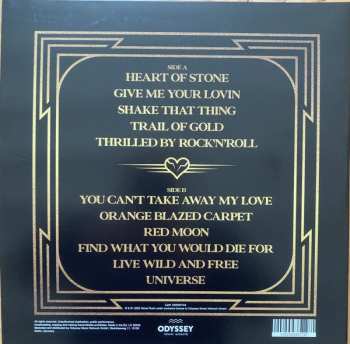 SIDE A
HEART OF STONE
GIVE ME YOUR LOVIN
SHAKE THAT THING
TRAIL OF GOLD
THRILLED BY ROCK'N'ROLL
SIDE B
YOU CAN'T TAKE AWAY MY LOVE
ORANGE BLAZED CARPET
RED MOON
FIND WHAT YOU WOULD DIE FOR
LIVE WILD AND FREE
UNIVERSE
ODYSSEY